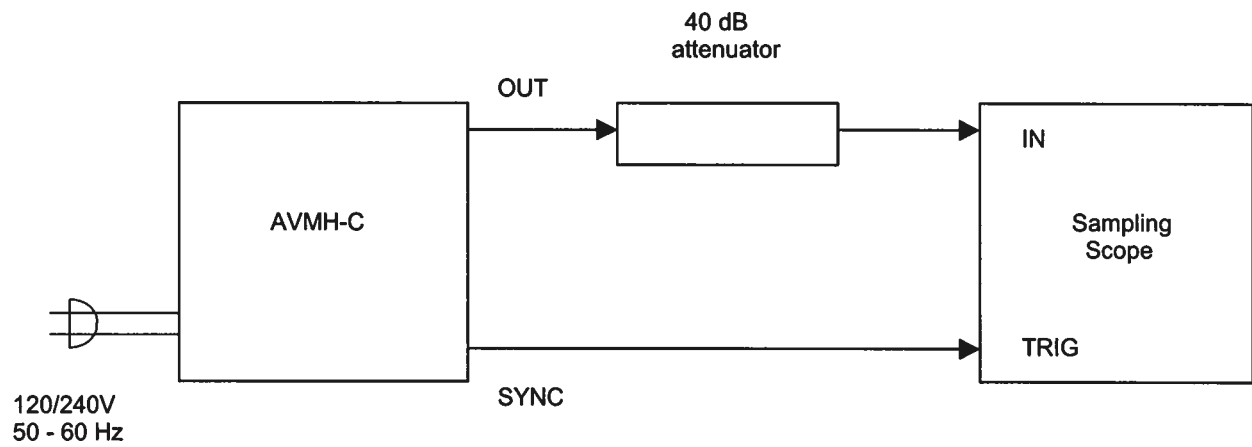 40 dB
attenuator
OUT
IN
AVMH-C
Sampling
Scope
TRIG
SYNC
120/240V
50 - 60 Hz